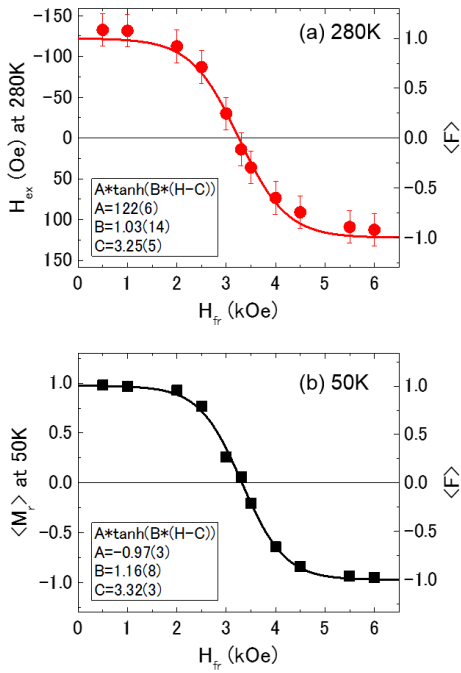 (a) 280K
H_ex (Oe) at 280K
−150
−100
−50
0
50
100
150
1.0
0.5
0.0
−0.5
−1.0
⟨F⟩
A*tanh(B*(H−C))
A=122(6)
B=1.03(14)
C=3.25(5)
0 1 2 3 4 5 6
H_fr (kOe)
(b) 50K
⟨M_r⟩ at 50K
1.0
0.5
0.0
−0.5
−1.0
1.0
0.5
0.0
−0.5
−1.0
⟨F⟩
A*tanh(B*(H−C))
A=−0.97(3)
B=1.16(8)
C=3.32(3)
0 1 2 3 4 5 6
H_fr (kOe)